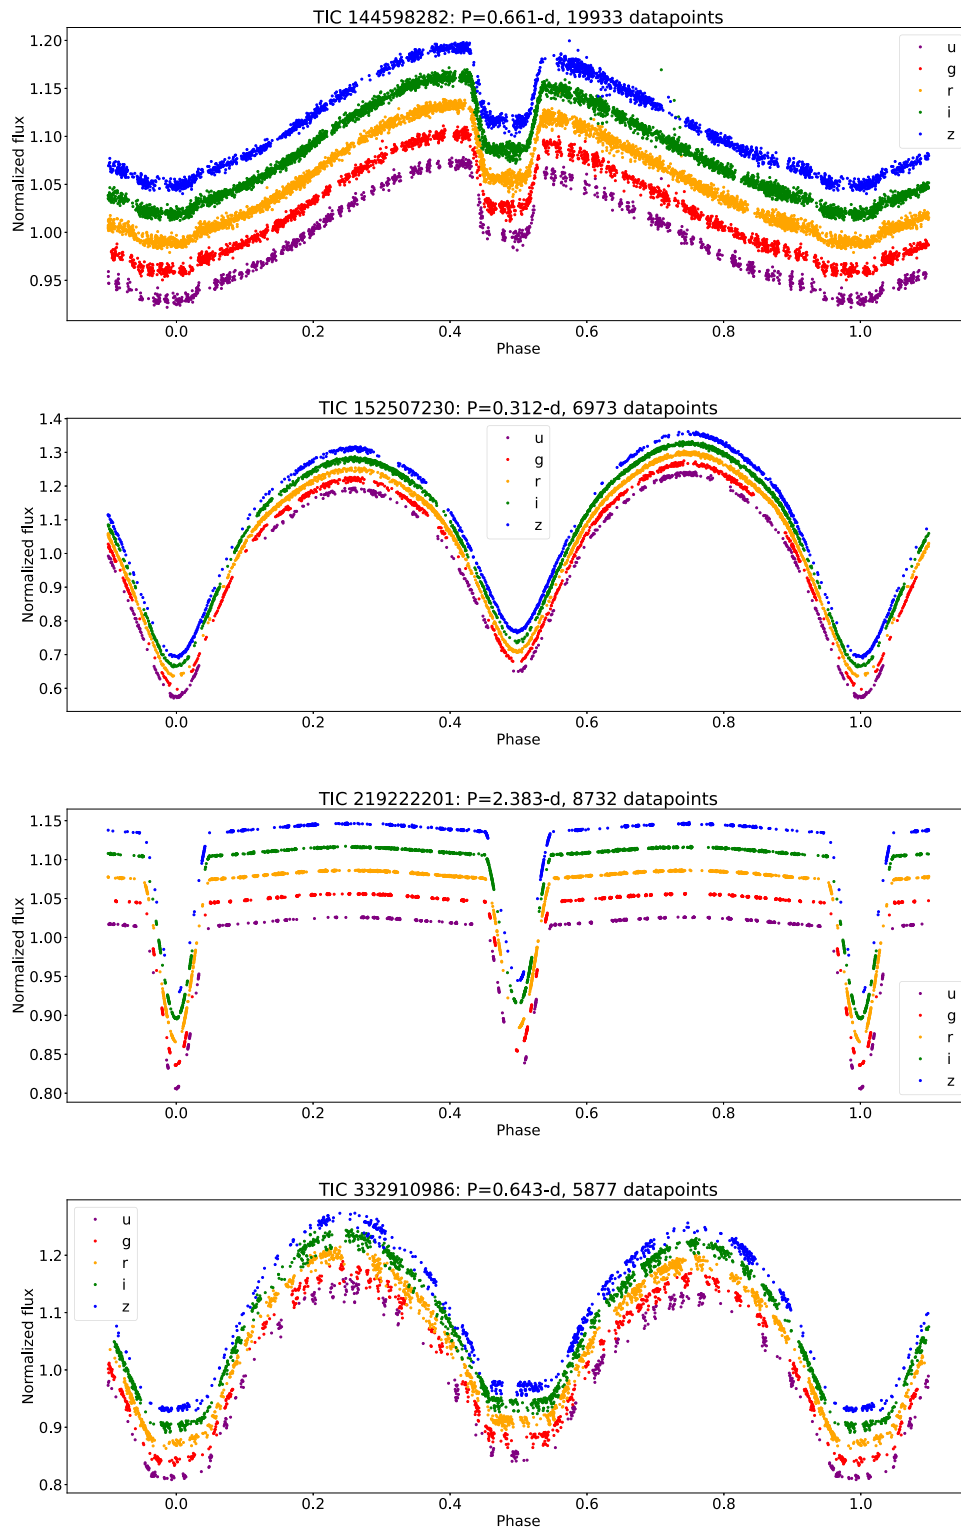 TIC 144598282: P=0.661-d, 19933 datapoints
1.20
1.15
1.10
1.05
1.00
0.95
Normalized flux
u
g
r
i
z
0.0 0.2 0.4 0.6 0.8 1.0
Phase
TIC 152507230: P=0.312-d, 6973 datapoints
1.4
1.3
1.2
1.1
1.0
0.9
0.8
0.7
0.6
Normalized flux
u
g
r
i
z
0.0 0.2 0.4 0.6 0.8 1.0
Phase
TIC 219222201: P=2.383-d, 8732 datapoints
1.15
1.10
1.05
1.00
0.95
0.90
0.85
0.80
Normalized flux
u
g
r
i
z
0.0 0.2 0.4 0.6 0.8 1.0
Phase
TIC 332910986: P=0.643-d, 5877 datapoints
1.2
1.1
1.0
0.9
0.8
Normalized flux
u
g
r
i
z
0.0 0.2 0.4 0.6 0.8 1.0
Phase